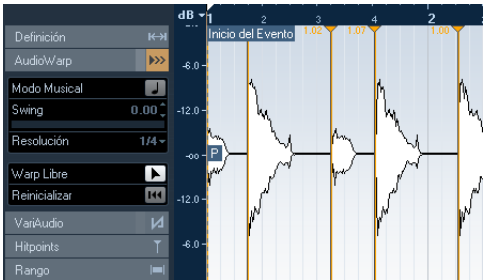 dB 1 2 3 4 2 2
Inicio del Evento 1.02 1.07 1.00
Definición
AudioWarp
-6.0
Modo Musical
Swing 0.00
-12.0
Resolución 1/4
-∞ P
Warp Libre
Reinicializar
-12.0
VariAudio
Hitpoints
-6.0
Rango